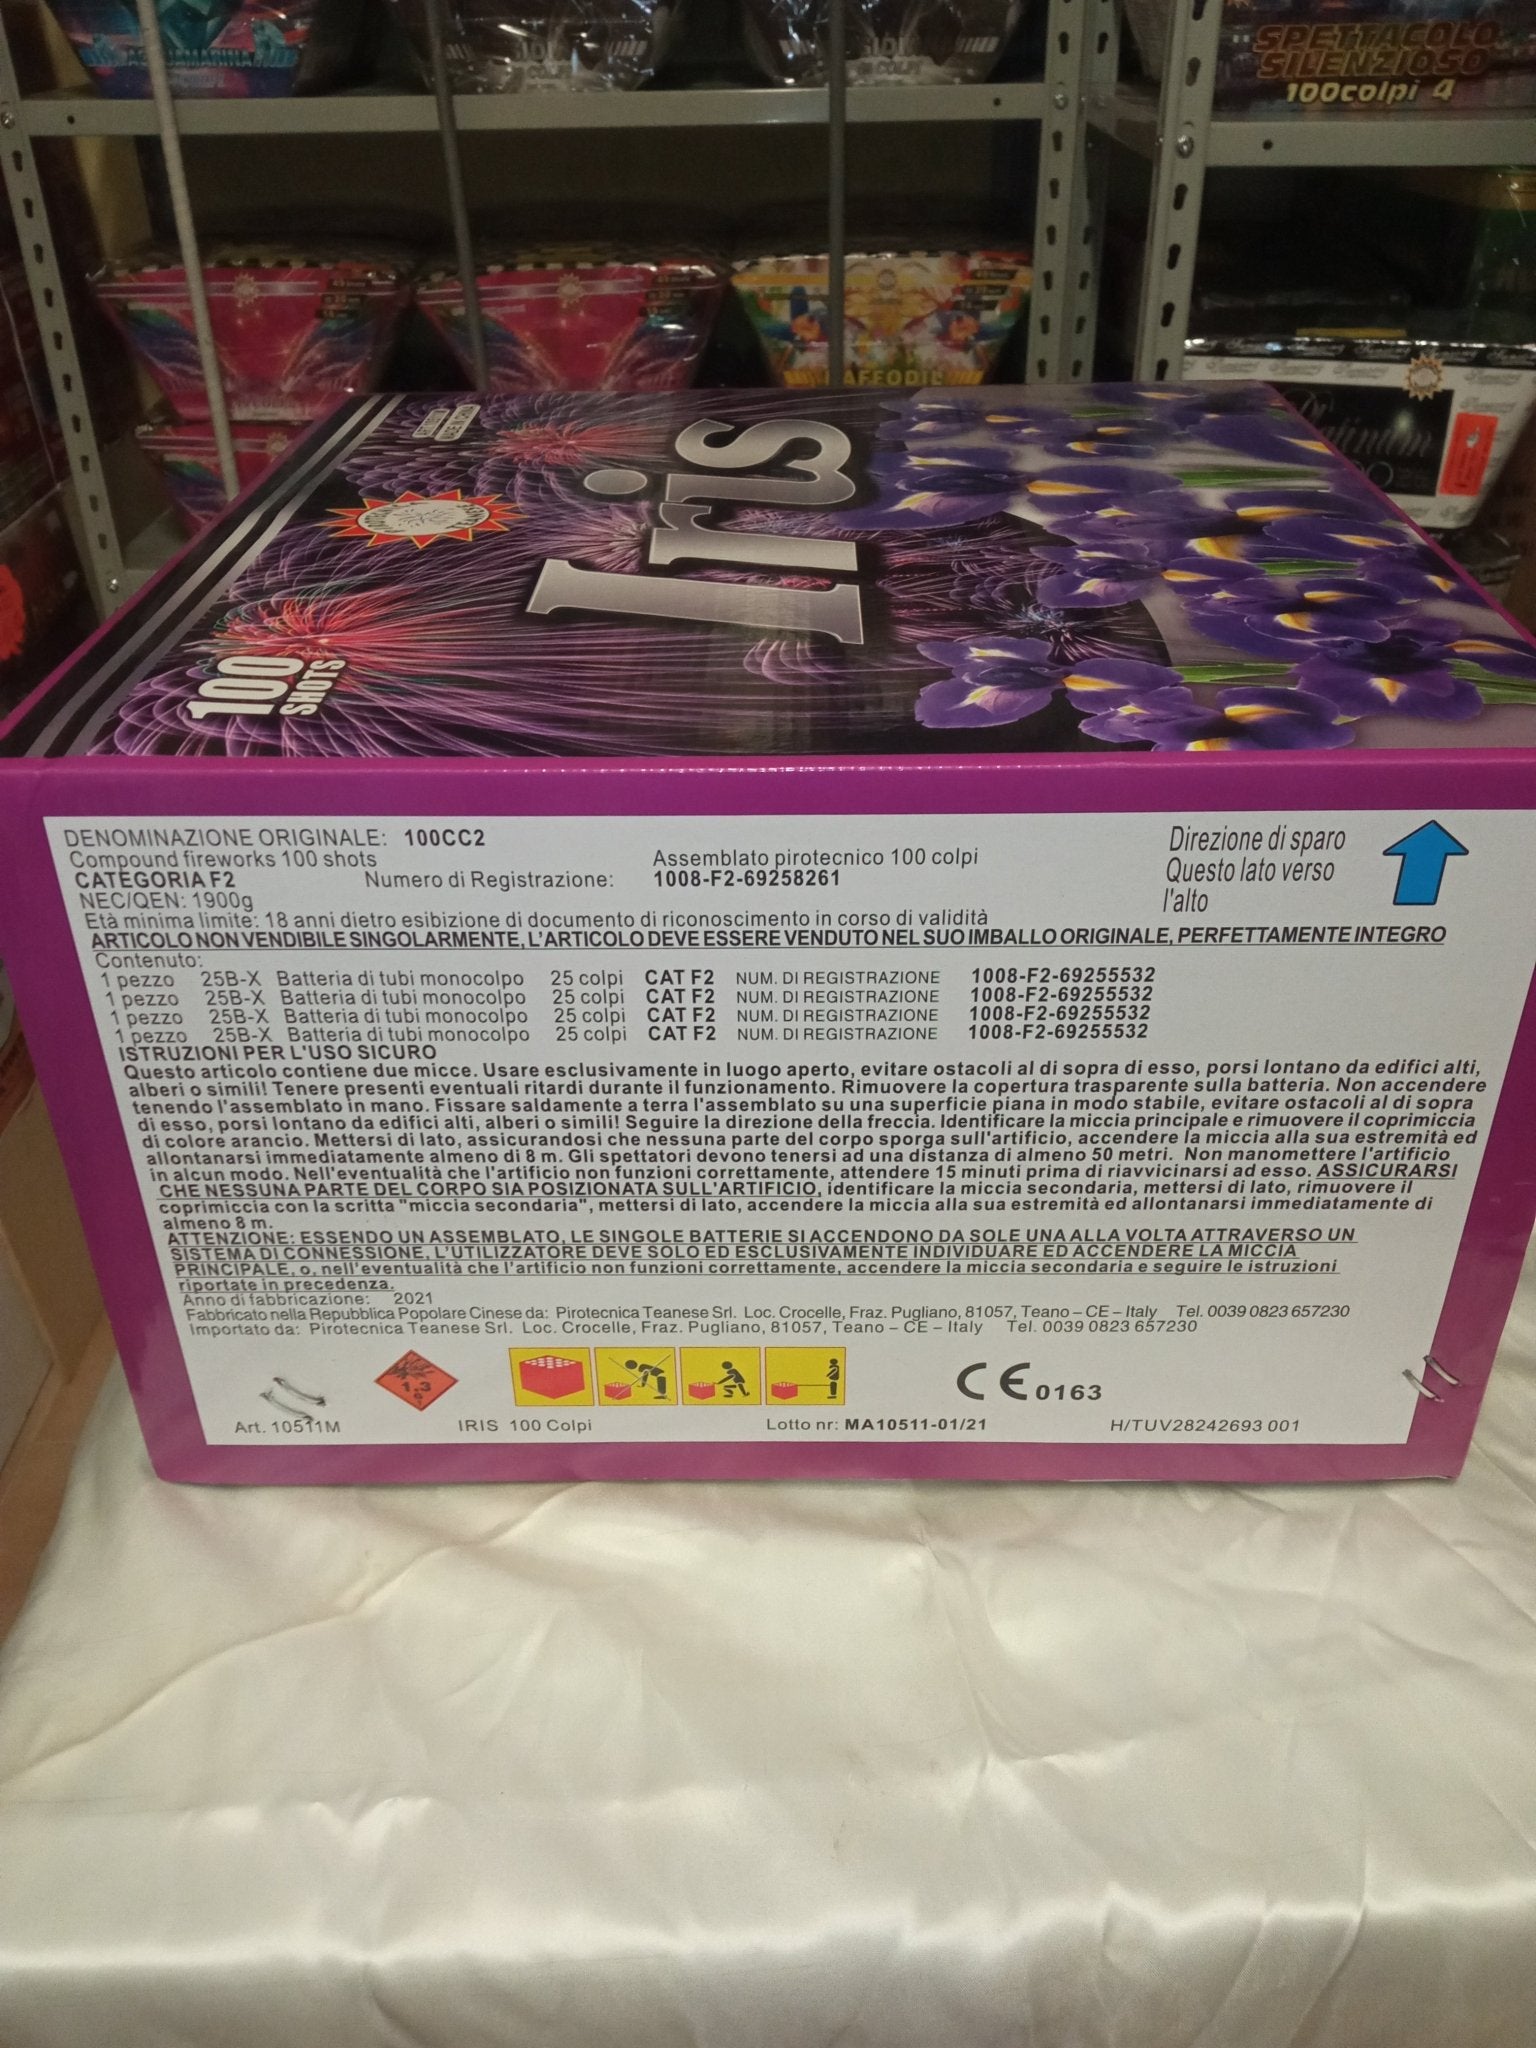 SPETTACOLO
SILENZIOSO
100colpi 4
Platinum
Iris
100
SHOTS
DENOMINAZIONE ORIGINALE: 100CC2
Compound fireworks 100 shots Assemblato pirotecnico 100 colpi
CATEGORIA F2 Numero di Registrazione: 1008-F2-69258261
NEC/QEN: 1900g
Età minima limite: 18 anni dietro esibizione di documento di riconoscimento in corso di validità
Direzione di sparo
Questo lato verso
l'alto
ARTICOLO NON VENDIBILE SINGOLARMENTE, L'ARTICOLO DEVE ESSERE VENDUTO NEL SUO IMBALLO ORIGINALE, PERFETTAMENTE INTEGRO
Contenuto:
1 pezzo 25B-X Batteria di tubi monocolpo 25 colpi CAT F2 NUM. DI REGISTRAZIONE 1008-F2-69255532
1 pezzo 25B-X Batteria di tubi monocolpo 25 colpi CAT F2 NUM. DI REGISTRAZIONE 1008-F2-69255532
1 pezzo 25B-X Batteria di tubi monocolpo 25 colpi CAT F2 NUM. DI REGISTRAZIONE 1008-F2-69255532
1 pezzo 25B-X Batteria di tubi monocolpo 25 colpi CAT F2 NUM. DI REGISTRAZIONE 1008-F2-69255532
ISTRUZIONI PER L'USO SICURO
Questo articolo contiene due micce. Usare esclusivamente in luogo aperto, evitare ostacoli al di sopra di esso, porsi lontano da edifici alti,
alberi o simili! Tenere presenti eventuali ritardi durante il funzionamento. Rimuovere la copertura trasparente sulla batteria. Non accendere
tenendo l'assemblato in mano. Fissare saldamente a terra l'assemblato su una superficie piana in modo stabile, evitare ostacoli al di sopra
di esso, porsi lontano da edifici alti, alberi o simili! Seguire la direzione della freccia. Identificare la miccia principale e rimuovere il coprimiccia
di colore arancio. Mettersi di lato, assicurandosi che nessuna parte del corpo sporga sull'artificio, accendere la miccia alla sua estremità ed
allontanarsi immediatamente almeno di 8 m. Gli spettatori devono tenersi ad una distanza di almeno 50 metri. Non manomettere l'artificio
in alcun modo. Nell'eventualità che l'artificio non funzioni correttamente, attendere 15 minuti prima di riavvicinarsi ad esso. ASSICURARSI
CHE NESSUNA PARTE DEL CORPO SIA POSIZIONATA SULL'ARTIFICIO, identificare la miccia secondaria, mettersi di lato, rimuovere il
coprimiccia con la scritta "miccia secondaria", mettersi di lato, accendere la miccia alla sua estremità ed allontanarsi immediatamente di
almeno 8 m.
ATTENZIONE: ESSENDO UN ASSEMBLATO, LE SINGOLE BATTERIE SI ACCENDONO DA SOLE UNA ALLA VOLTA ATTRAVERSO UN
SISTEMA DI CONNESSIONE, L'UTILIZZATORE DEVE SOLO ED ESCLUSIVAMENTE INDIVIDUARE ED ACCENDERE LA MICCIA
PRINCIPALE, o, nell'eventualità che l'artificio non funzioni correttamente, accendere la miccia secondaria e seguire le istruzioni
riportate in precedenza.
Anno di fabbricazione: 2021
Fabbricato nella Repubblica Popolare Cinese da: Pirotecnica Teanese Srl. Loc. Crocelle, Fraz. Pugliano, 81057, Teano – CE – Italy Tel. 0039 0823 657230
Importato da: Pirotecnica Teanese Srl. Loc. Crocelle, Fraz. Pugliano, 81057, Teano – CE – Italy Tel. 0039 0823 657230
1.3
CE 0163
Art. 10511M IRIS 100 Colpi Lotto nr: MA10511-01/21 H/TUV28242693 001